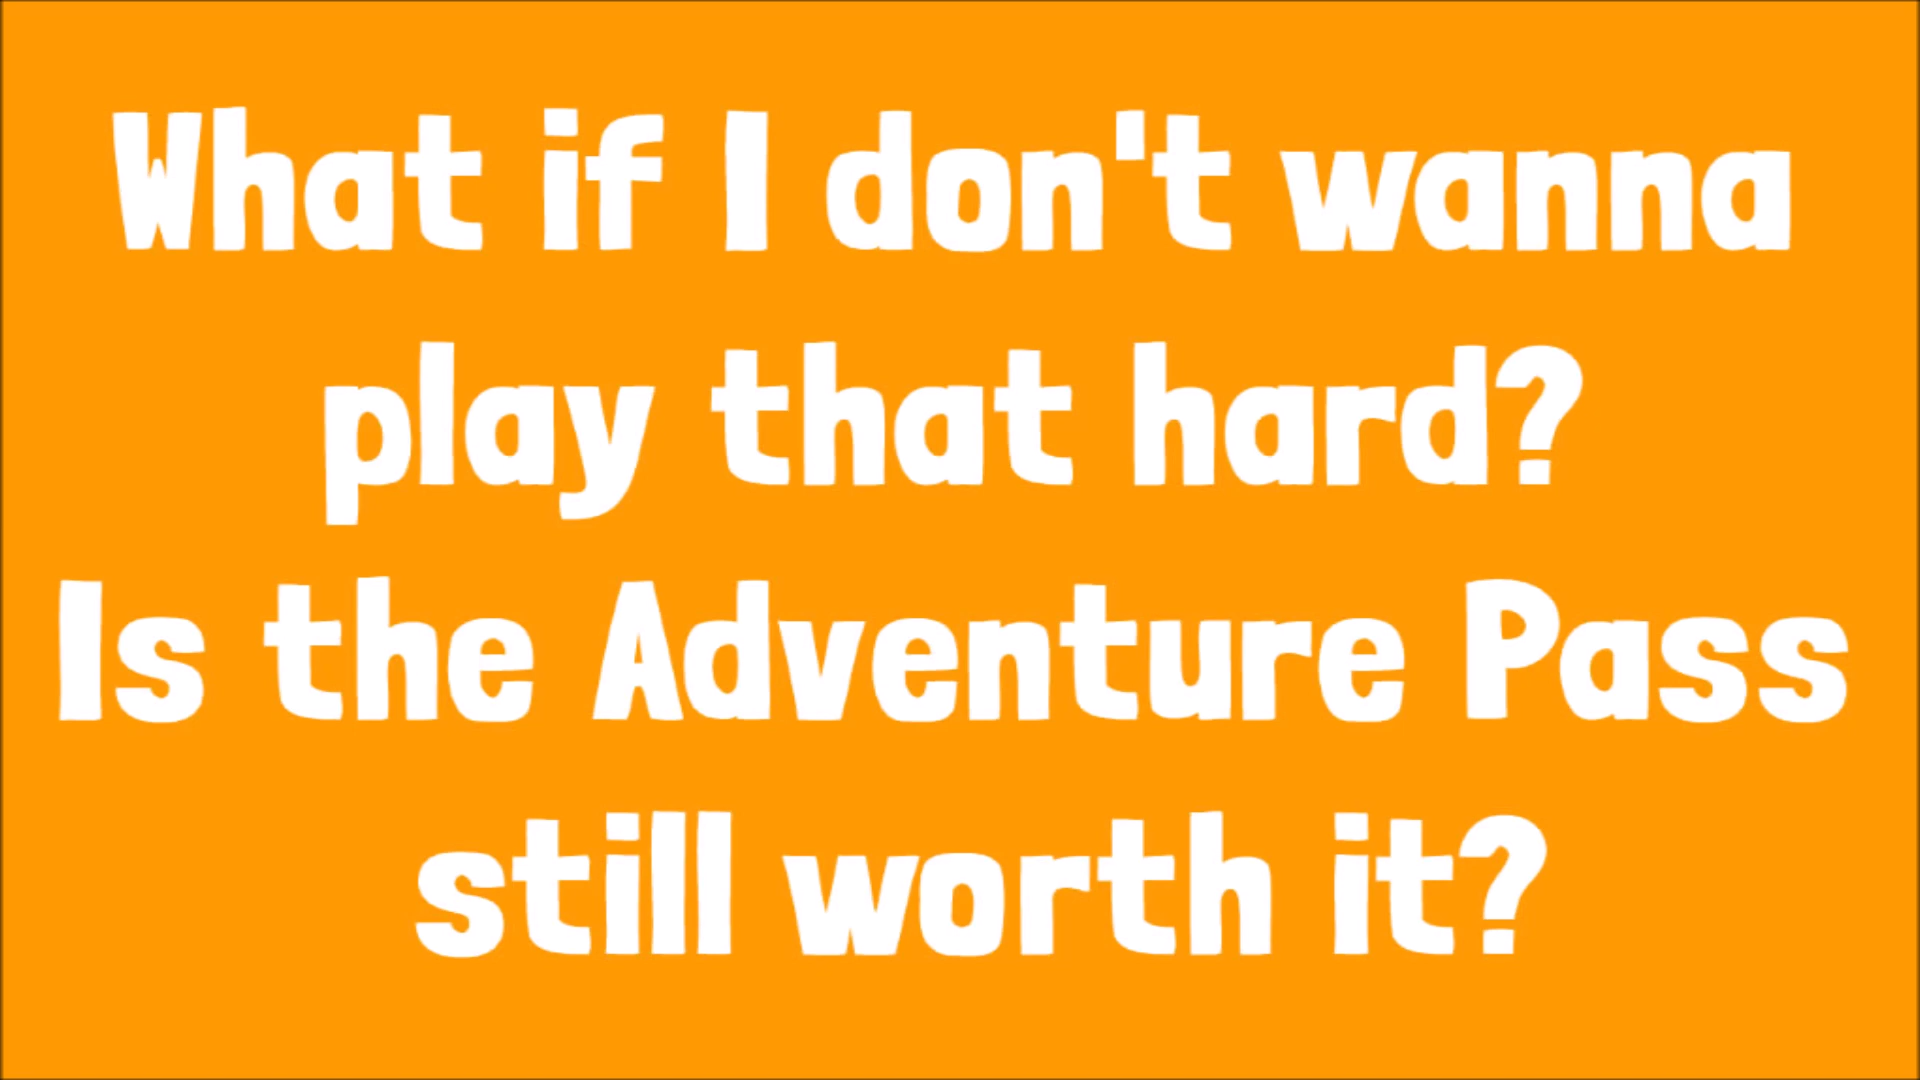 What if I don't wanna
play that hard?
Is the Adventure Pass
still worth it?